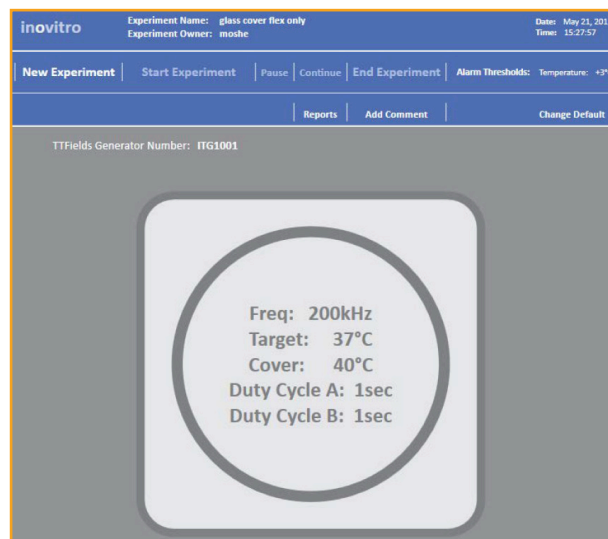 inovitro
Experiment Name: glass cover flex only
Experiment Owner: moshe
Date: May 21, 201
Time: 15:27:57
New Experiment Start Experiment Pause Continue End Experiment Alarm Thresholds: Temperature: +3°
Reports Add Comment Change Default
TTFields Generator Number: ITG1001
Freq: 200kHz
Target: 37°C
Cover: 40°C
Duty Cycle A: 1sec
Duty Cycle B: 1sec